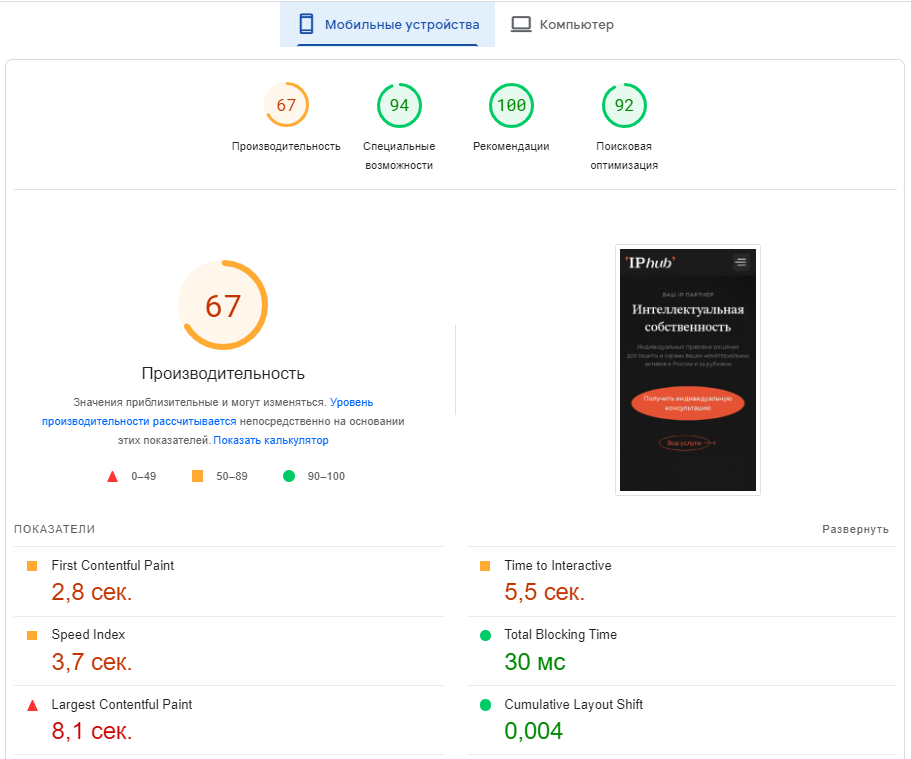 Мобильные устройства
Компьютер
67
94
100
92
Производительность
Специальные
возможности
Рекомендации
Поисковая
оптимизация
67
Производительность
Значения приблизительные и могут изменяться. Уровень
производительности рассчитывается непосредственно на основании
этих показателей. Показать калькулятор
0–49
50–89
90–100
IPhub
ВАШ IP ПАРТНЕР
Интеллектуальная
собственность
Индивидуальные правовые решения
для защиты и охраны ваших нематериальных
активов в России и за рубежом
Получить индивидуальную
консультацию
Все услуги
ПОКАЗАТЕЛИ
Развернуть
First Contentful Paint
2,8 сек.
Time to Interactive
5,5 сек.
Speed Index
3,7 сек.
Total Blocking Time
30 мс
Largest Contentful Paint
8,1 сек.
Cumulative Layout Shift
0,004